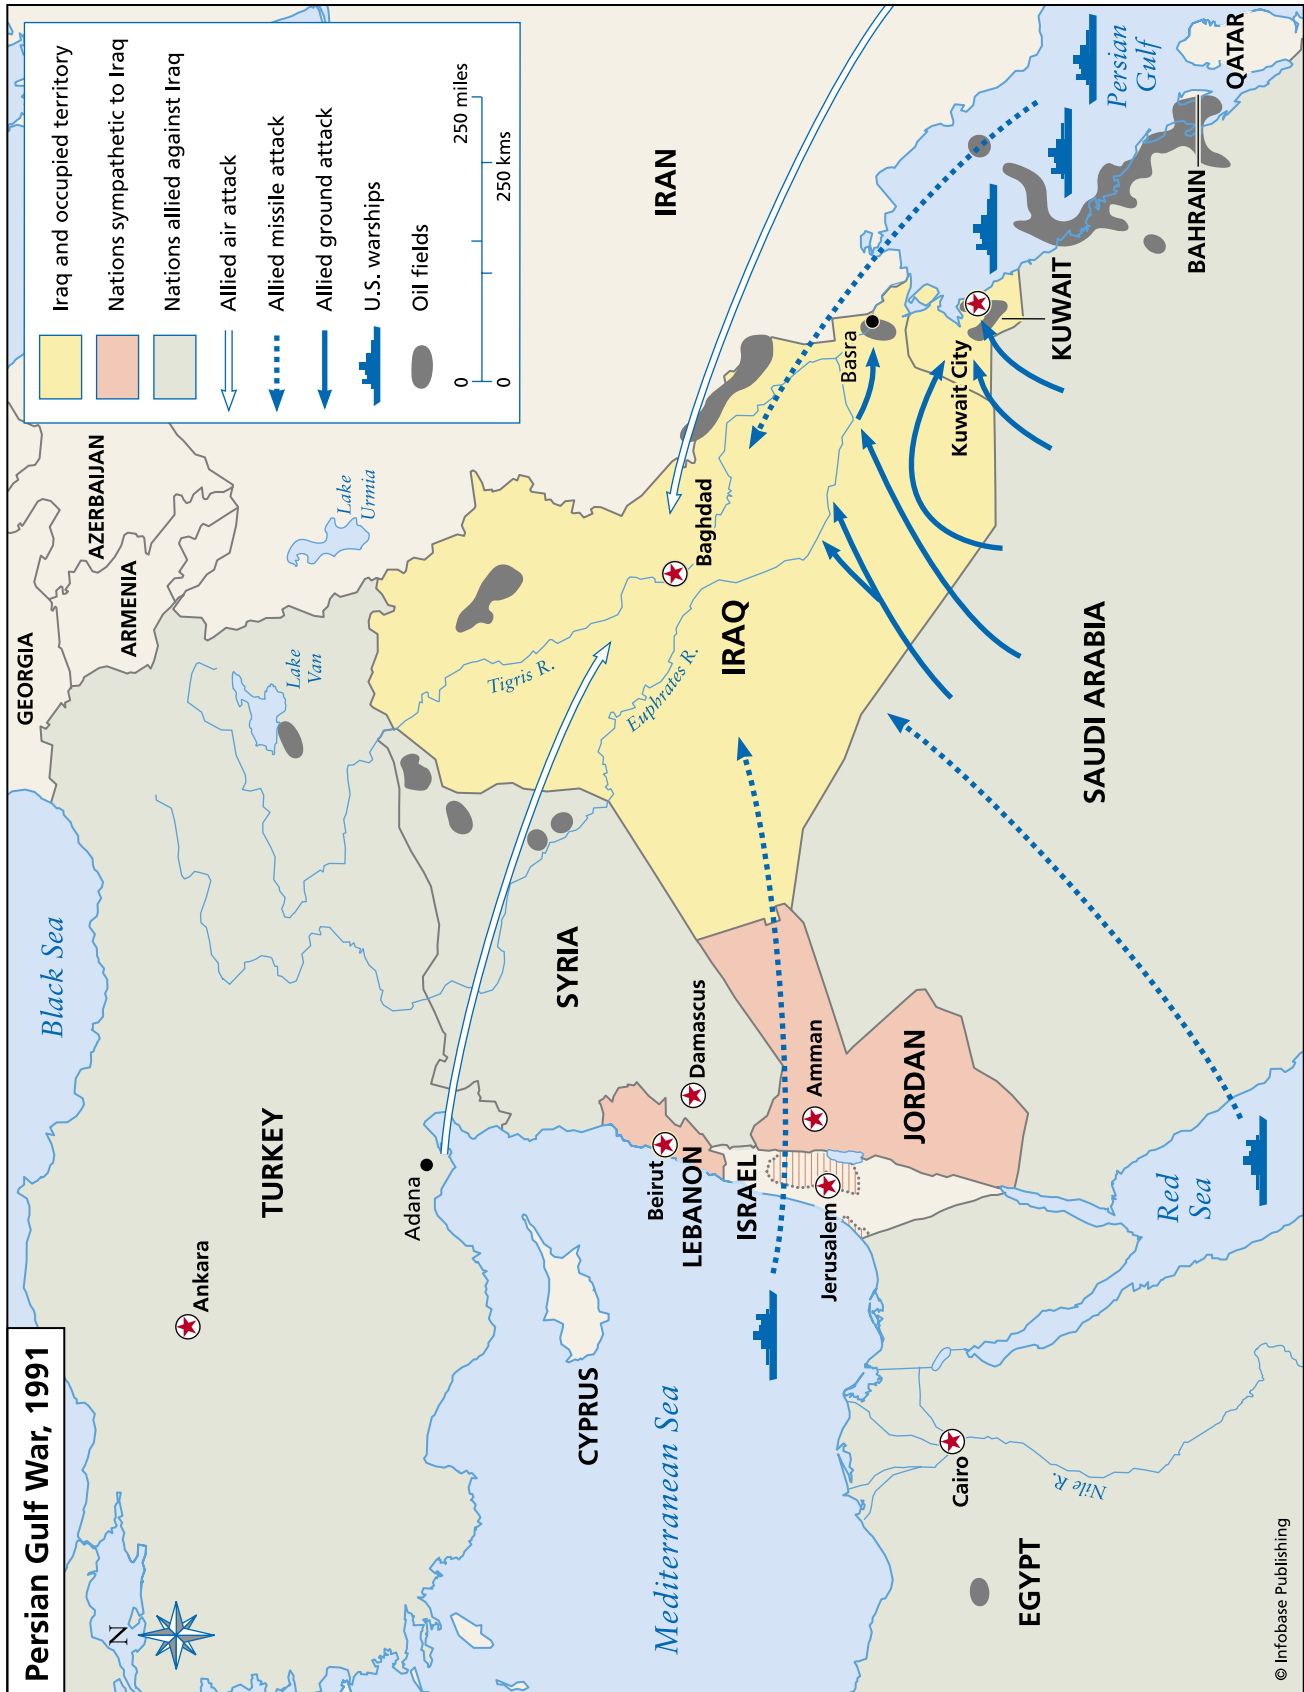 Persian Gulf War, 1991
N
Iraq and occupied territory
Nations sympathetic to Iraq
Nations allied against Iraq
Allied air attack
Allied missile attack
Allied ground attack
U.S. warships
Oil fields
0
250 miles
0
250 kms
Black Sea
GEORGIA
ARMENIA
AZERBAIJAN
Ankara
TURKEY
Lake
Van
Lake
Urmia
Adana
Tigris R.
CYPRUS
SYRIA
Euphrates R.
IRAN
Mediterranean Sea
Beirut
LEBANON
Damascus
Baghdad
ISRAEL
IRAQ
Jerusalem
Amman
Basra
JORDAN
Cairo
Kuwait City
KUWAIT
Nile R.
EGYPT
SAUDI ARABIA
Persian
Gulf
Red
Sea
BAHRAIN
QATAR
© Infobase Publishing